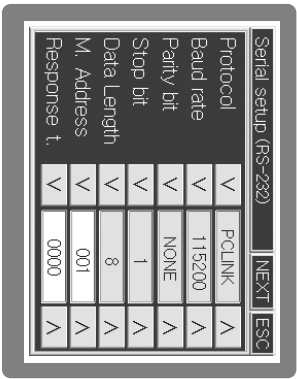 Serial setup (RS-232) NEXT ESC
Protocol ∨ PCLINK ∧
Baud rate ∨ 115200 ∧
Parity bit ∨ NONE ∧
Stop bit ∨ 1 ∧
Data Length ∨ 8 ∧
M. Address ∨ 001 ∧
Response t. ∨ 0000 ∧